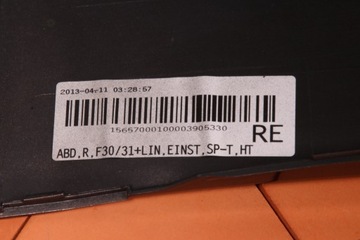 2013-04-11 03:28:57
15657000100003905330
RE
ABD,R,F30/31+LIN,EINST,SP-T,HT